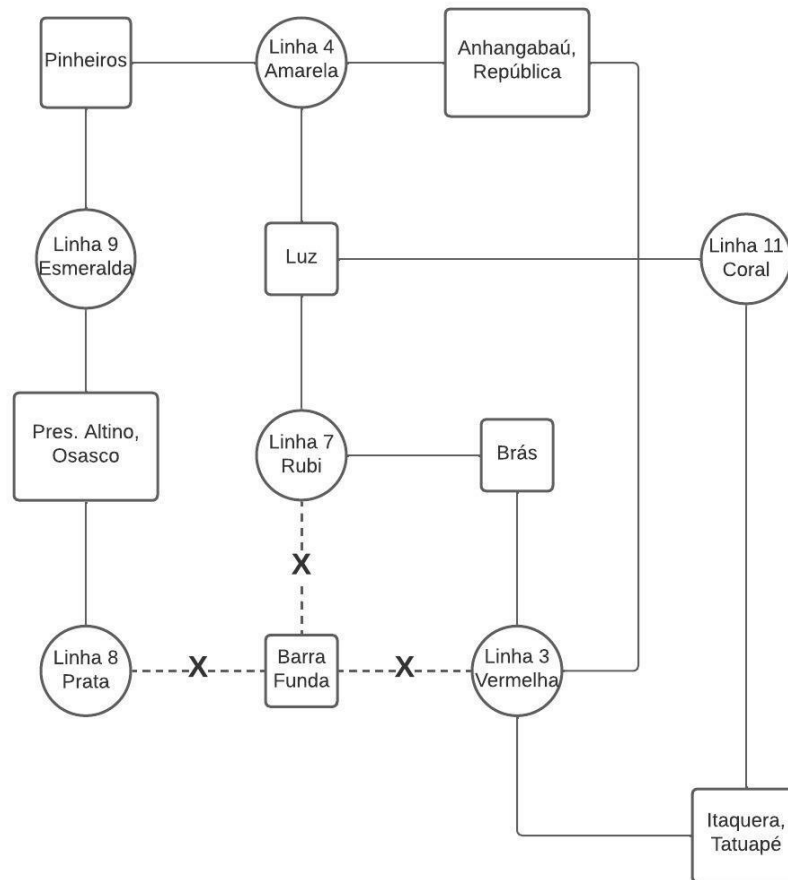 Pinheiros
Linha 4
Amarela
Anhangabaú,
República
Linha 9
Esmeralda
Luz
Linha 11
Coral
Pres. Altino,
Osasco
Linha 7
Rubi
Brás
X
Linha 8
Prata
X
Barra
Funda
X
Linha 3
Vermelha
Itaquera,
Tatuapé